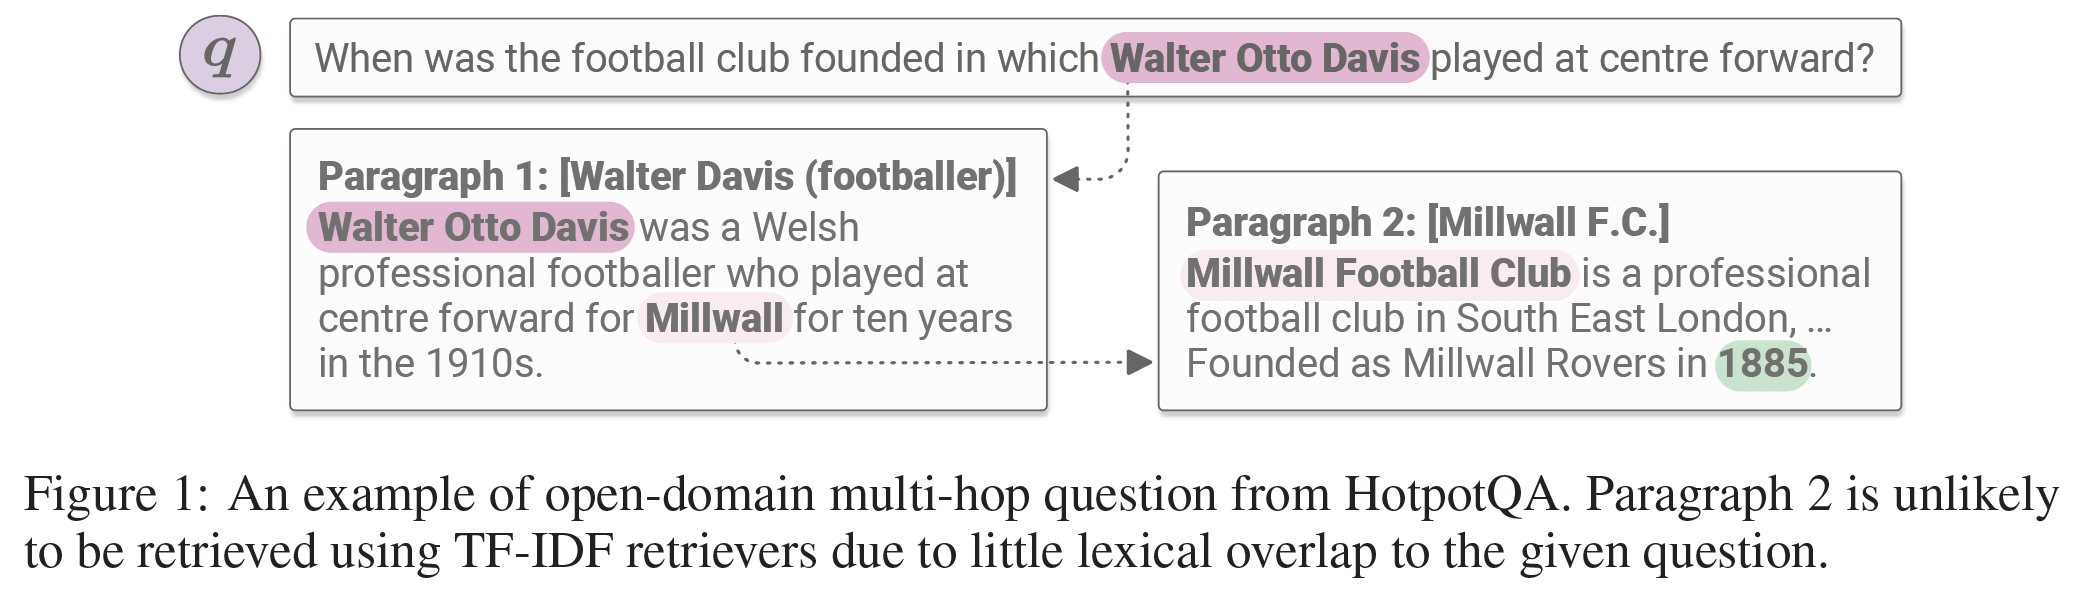 q
When was the football club founded in which Walter Otto Davis played at centre forward?
Paragraph 1: [Walter Davis (footballer)]
Walter Otto Davis was a Welsh
professional footballer who played at
centre forward for Millwall for ten years
in the 1910s.
Paragraph 2: [Millwall F.C.]
Millwall Football Club is a professional
football club in South East London, ...
Founded as Millwall Rovers in 1885.
Figure 1: An example of open-domain multi-hop question from HotpotQA. Paragraph 2 is unlikely
to be retrieved using TF-IDF retrievers due to little lexical overlap to the given question.